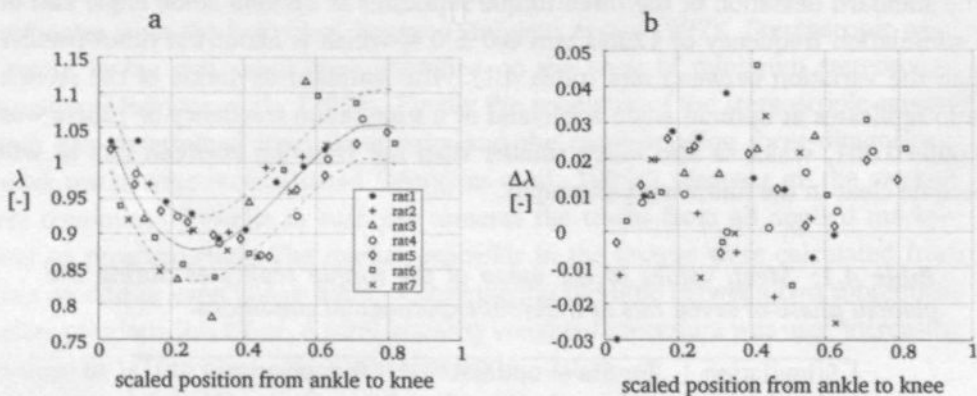 a
b
1.15
1.1
1.05
1
0.95
0.9
0.85
0.8
0.75
λ
[-]
rat1
rat2
rat3
rat4
rat5
rat6
rat7
0 0.2 0.4 0.6 0.8 1
scaled position from ankle to knee
0.05
0.04
0.03
0.02
0.01
0
-0.01
-0.02
-0.03
Δλ
[-]
0 0.2 0.4 0.6 0.8 1
scaled position from ankle to knee